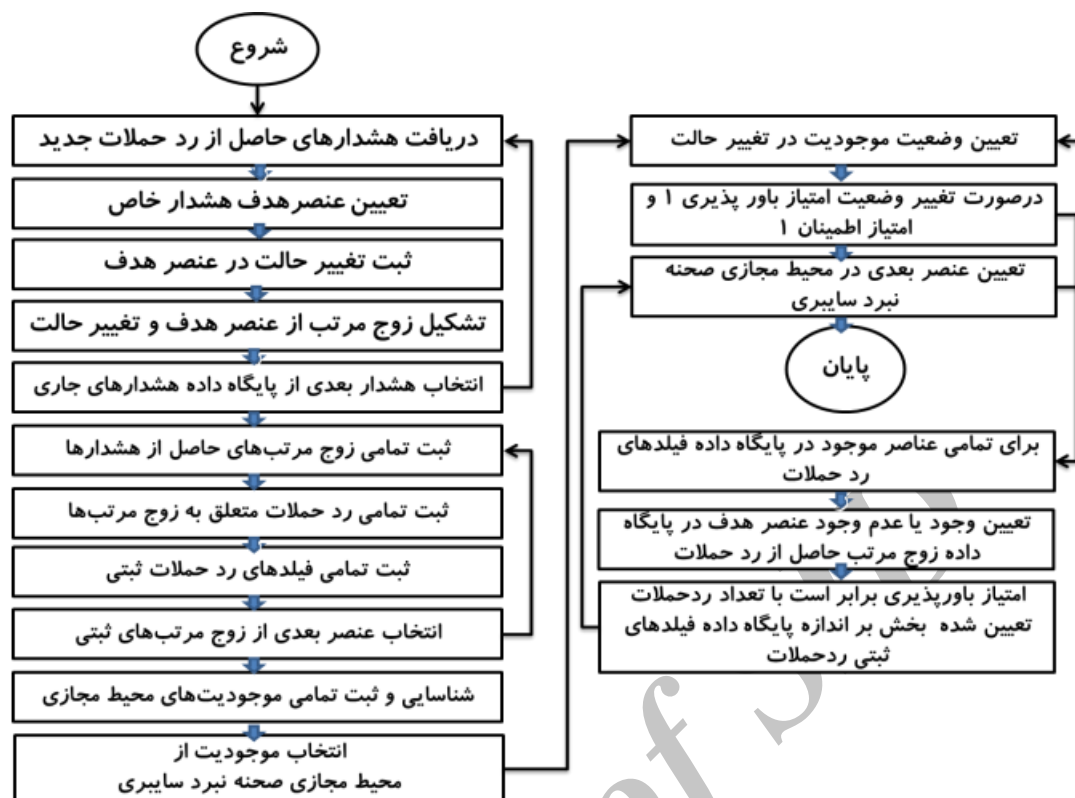 شروع
دریافت هشدارهای حاصل از رد حملات جدید
تعیین عنصر هدف هشدار خاص
ثبت تغییر حالت در عنصر هدف
تشکیل زوج مرتب از عنصر هدف و تغییر حالت
انتخاب هشدار بعدی از پایگاه داده هشدارهای جاری
ثبت تمامی زوج مرتب‌های حاصل از هشدارها
ثبت تمامی رد حملات متعلق به زوج مرتب‌ها
ثبت تمامی فیلدهای رد حملات ثبتی
انتخاب عنصر بعدی از زوج مرتب‌های ثبتی
شناسایی و ثبت تمامی موجودیت‌های محیط مجازی
انتخاب موجودیت از
محیط مجازی صحنه نبرد سایبری
تعیین وضعیت موجودیت در تغییر حالت
درصورت تغییر وضعیت امتیاز باور پذیری ۱ و
امتیاز اطمینان ۱
تعیین عنصر بعدی در محیط مجازی صحنه
نبرد سایبری
پایان
برای تمامی عناصر موجود در پایگاه داده فیلدهای
رد حملات
تعیین وجود یا عدم وجود عنصر هدف در پایگاه
داده زوج مرتب حاصل از رد حملات
امتیاز باورپذیری برابر است با تعداد ردحملات
تعیین شده بخش بر اندازه پایگاه داده فیلدهای
ثبتی ردحملات